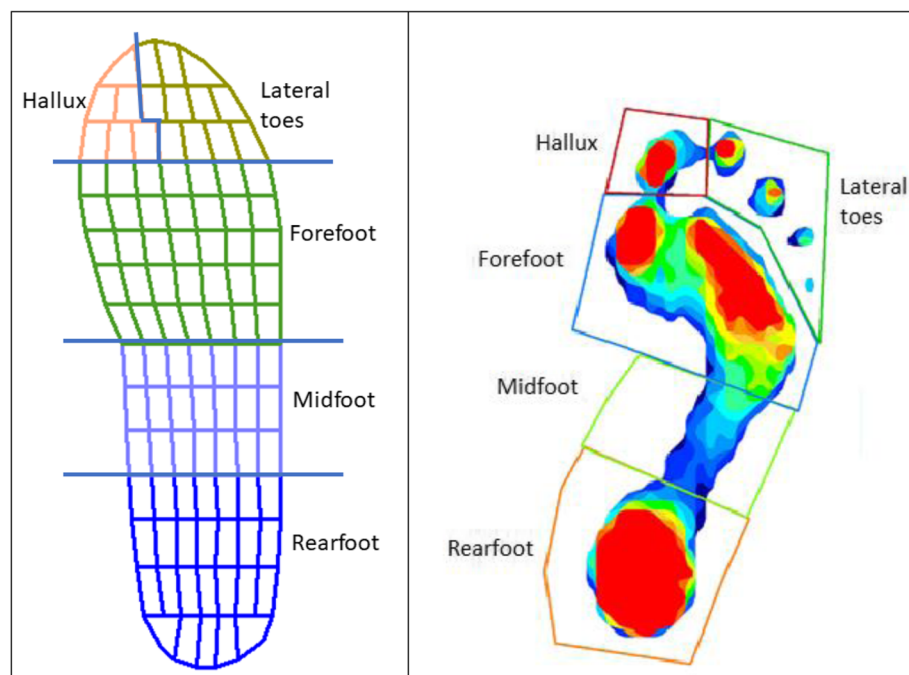 Hallux
Lateral
toes
Forefoot
Midfoot
Rearfoot
Hallux
Lateral
toes
Forefoot
Midfoot
Rearfoot